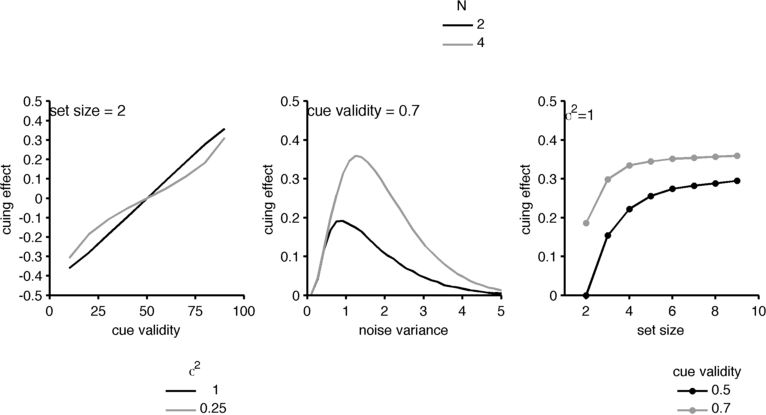 N
2
4
set size = 2
0.5
0.4
0.3
0.2
0.1
0
-0.1
-0.2
-0.3
-0.4
-0.5
cuing effect
0 25 50 75 100
cue validity
σ²
1
0.25
cue validity = 0.7
0.5
0.4
0.3
0.2
0.1
0
cuing effect
0 1 2 3 4 5
noise variance
σ²=1
0.5
0.4
0.3
0.2
0.1
0
cuing effect
2 4 6 8 10
set size
cue validity
0.5
0.7